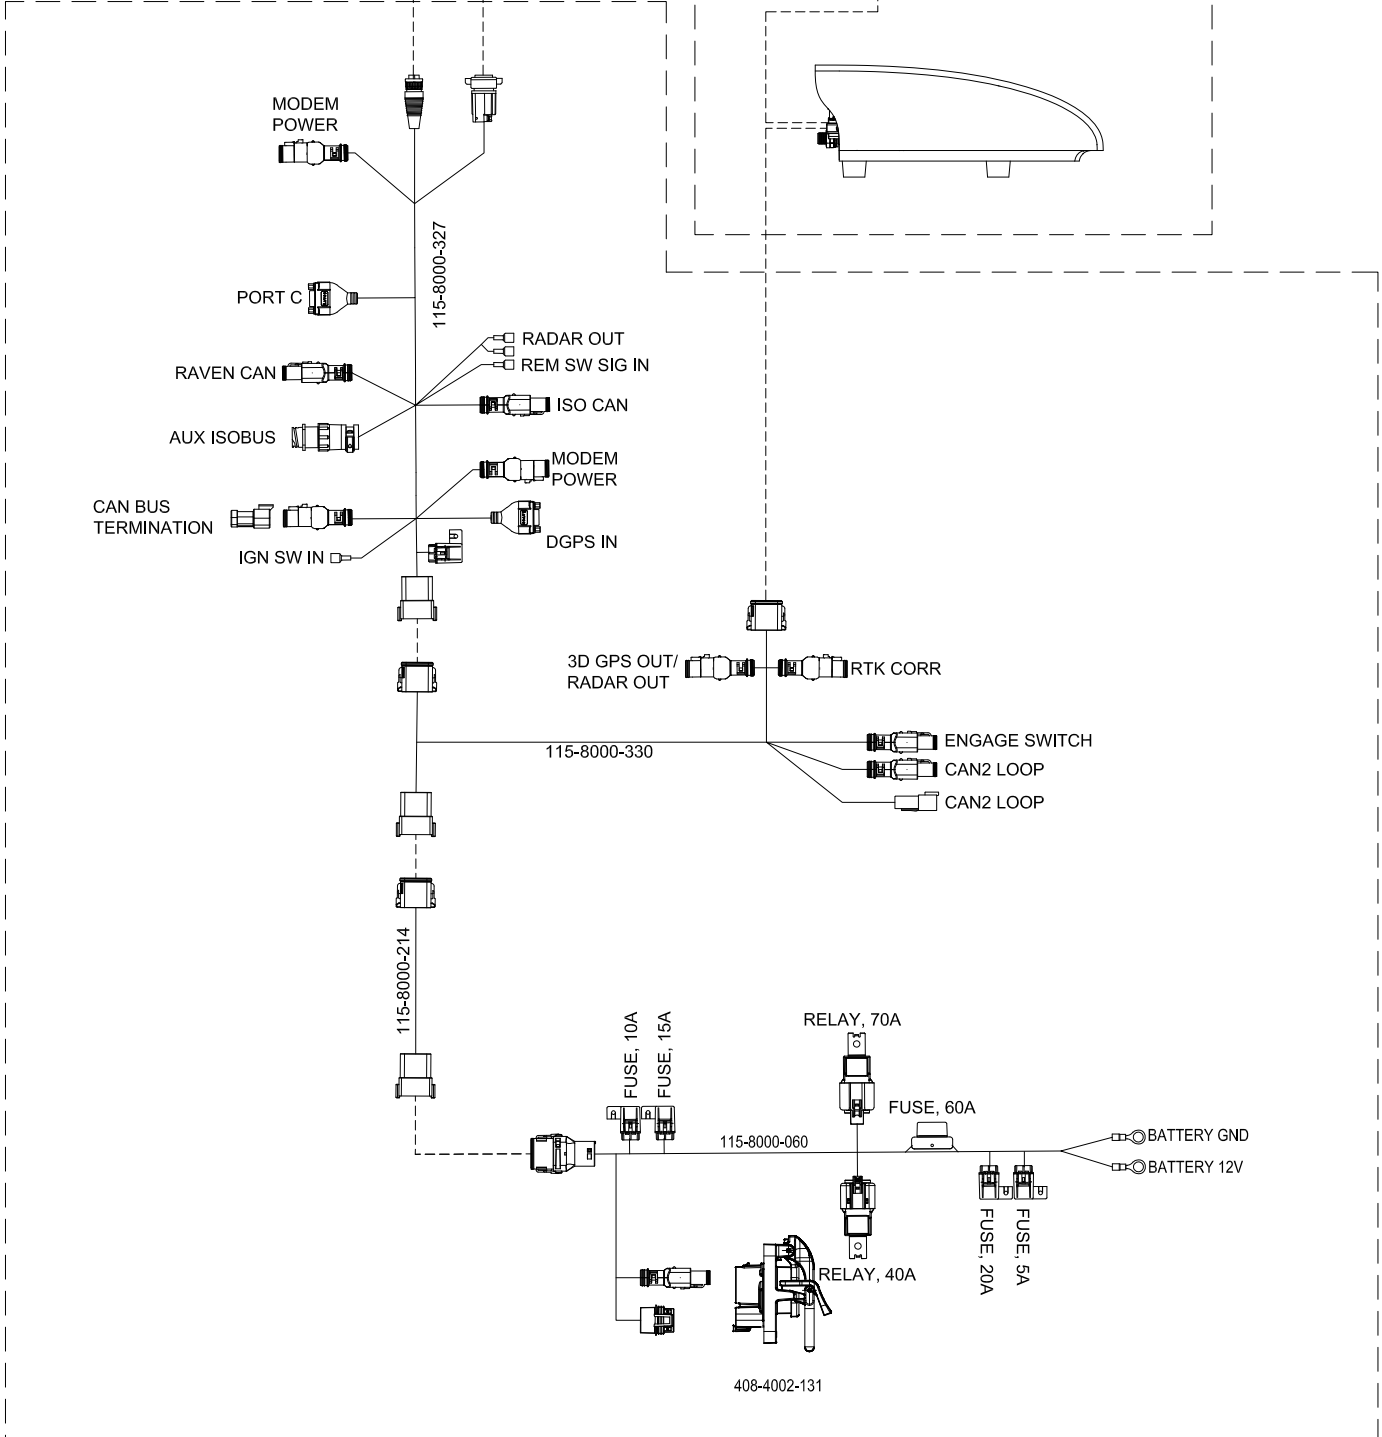 MODEM
POWER
115-8000-327
PORT C
RADAR OUT
REM SW SIG IN
RAVEN CAN
ISO CAN
AUX ISOBUS
MODEM
POWER
CAN BUS
TERMINATION
DGPS IN
IGN SW IN
3D GPS OUT/
RADAR OUT
RTK CORR
115-8000-330
ENGAGE SWITCH
CAN2 LOOP
CAN2 LOOP
115-8000-214
FUSE, 10A
FUSE, 15A
RELAY, 70A
FUSE, 60A
115-8000-060
BATTERY GND
BATTERY 12V
FUSE, 20A
FUSE, 5A
RELAY, 40A
408-4002-131